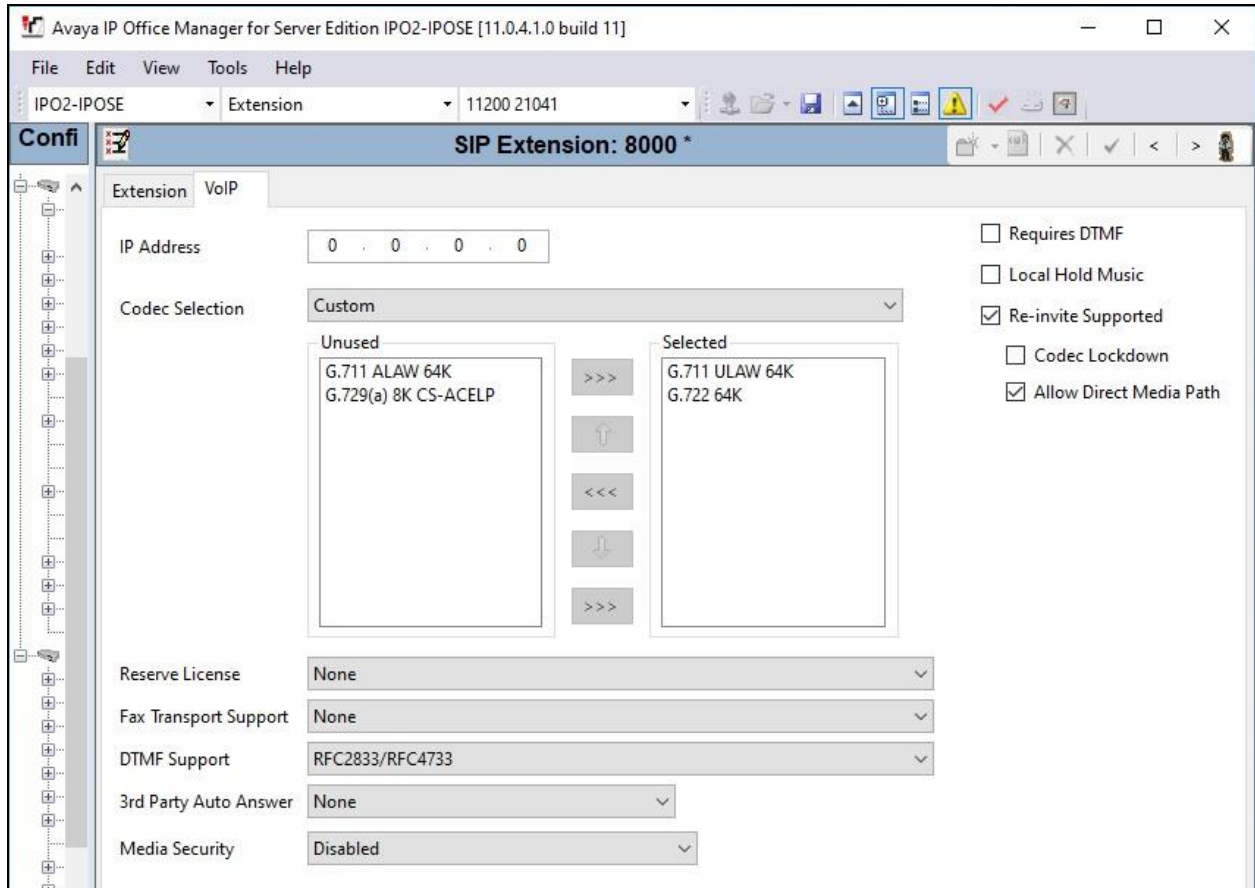 Avaya IP Office Manager for Server Edition IPO2-IPOSE [11.0.4.1.0 build 11]
File Edit View Tools Help
IPO2-IPOSE Extension 11200 21041
Confi SIP Extension: 8000 *
Extension VoIP
IP Address 0 . 0 . 0 . 0
Requires DTMF
Local Hold Music
Codec Selection Custom
Re-invite Supported
Unused Selected
Codec Lockdown
G.711 ALAW 64K >>> G.711 ULAW 64K
G.729(a) 8K CS-ACELP G.722 64K
Allow Direct Media Path
<<<
>>>
Reserve License None
Fax Transport Support None
DTMF Support RFC2833/RFC4733
3rd Party Auto Answer None
Media Security Disabled